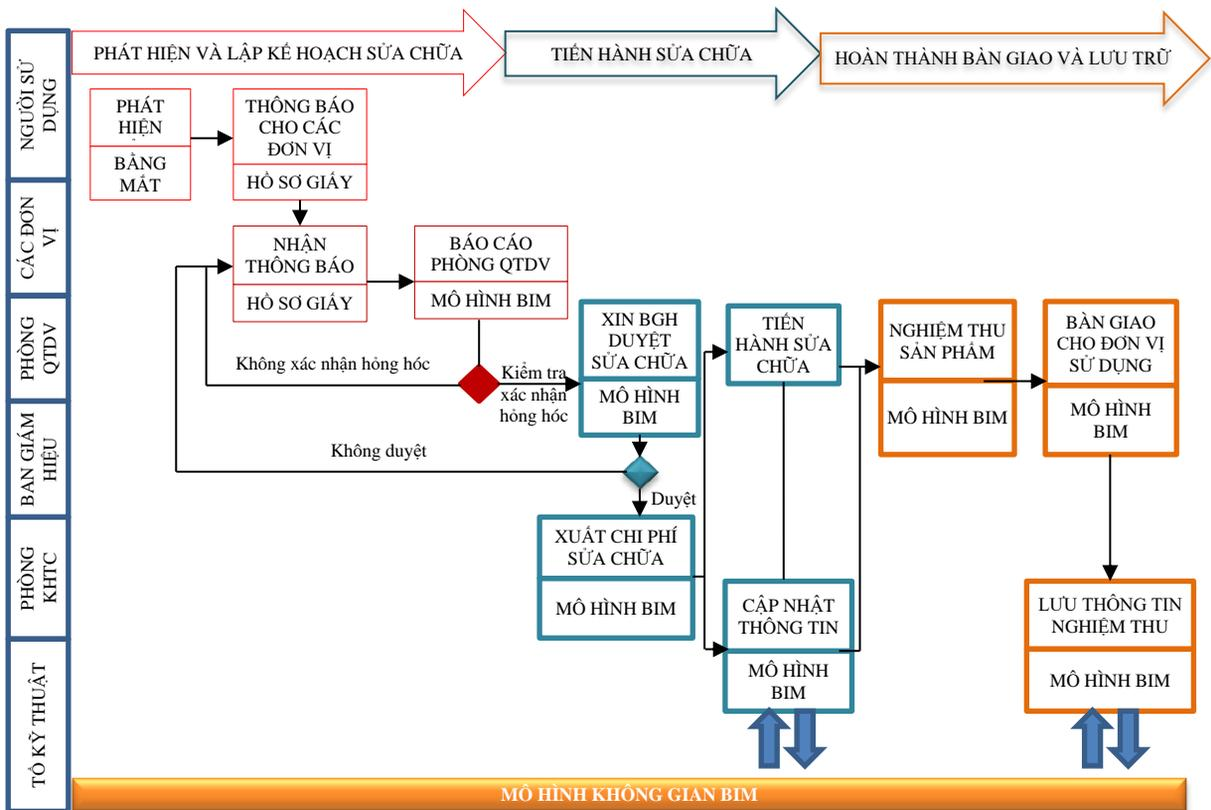 PHÁT HIỆN VÀ LẬP KẾ HOẠCH SỬA CHỮA
TIẾN HÀNH SỬA CHỮA
HOÀN THÀNH BÀN GIAO VÀ LƯU TRỮ
NGƯỜI SỬ
DỤNG
PHÁT
HIỆN
BẰNG
MẮT
THÔNG BÁO
CHO CÁC
ĐƠN VỊ
HỒ SƠ GIẤY
CÁC ĐƠN
VỊ
NHẬN
THÔNG BÁO
HỒ SƠ GIẤY
BÁO CÁO
PHÒNG QTDV
MÔ HÌNH BIM
PHÒNG
QTDV
Không xác nhận hỏng hóc
Kiểm tra
xác nhận
hỏng hóc
XIN BGH
DUYỆT
SỬA CHỮA
MÔ HÌNH
BIM
TIẾN
HÀNH SỬA
CHỮA
NGHIỆM THU
SẢN PHẨM
MÔ HÌNH BIM
BÀN GIAO
CHO ĐƠN VỊ
SỬ DỤNG
MÔ HÌNH
BIM
BAN GIÁM
HIỆU
Không duyệt
Duyệt
PHÒNG
KHTC
XUẤT CHI PHÍ
SỬA CHỮA
MÔ HÌNH BIM
CẬP NHẬT
THÔNG TIN
MÔ HÌNH
BIM
LƯU THÔNG TIN
NGHIỆM THU
MÔ HÌNH BIM
TỔ KỸ THUẬT
MÔ HÌNH KHÔNG GIAN BIM